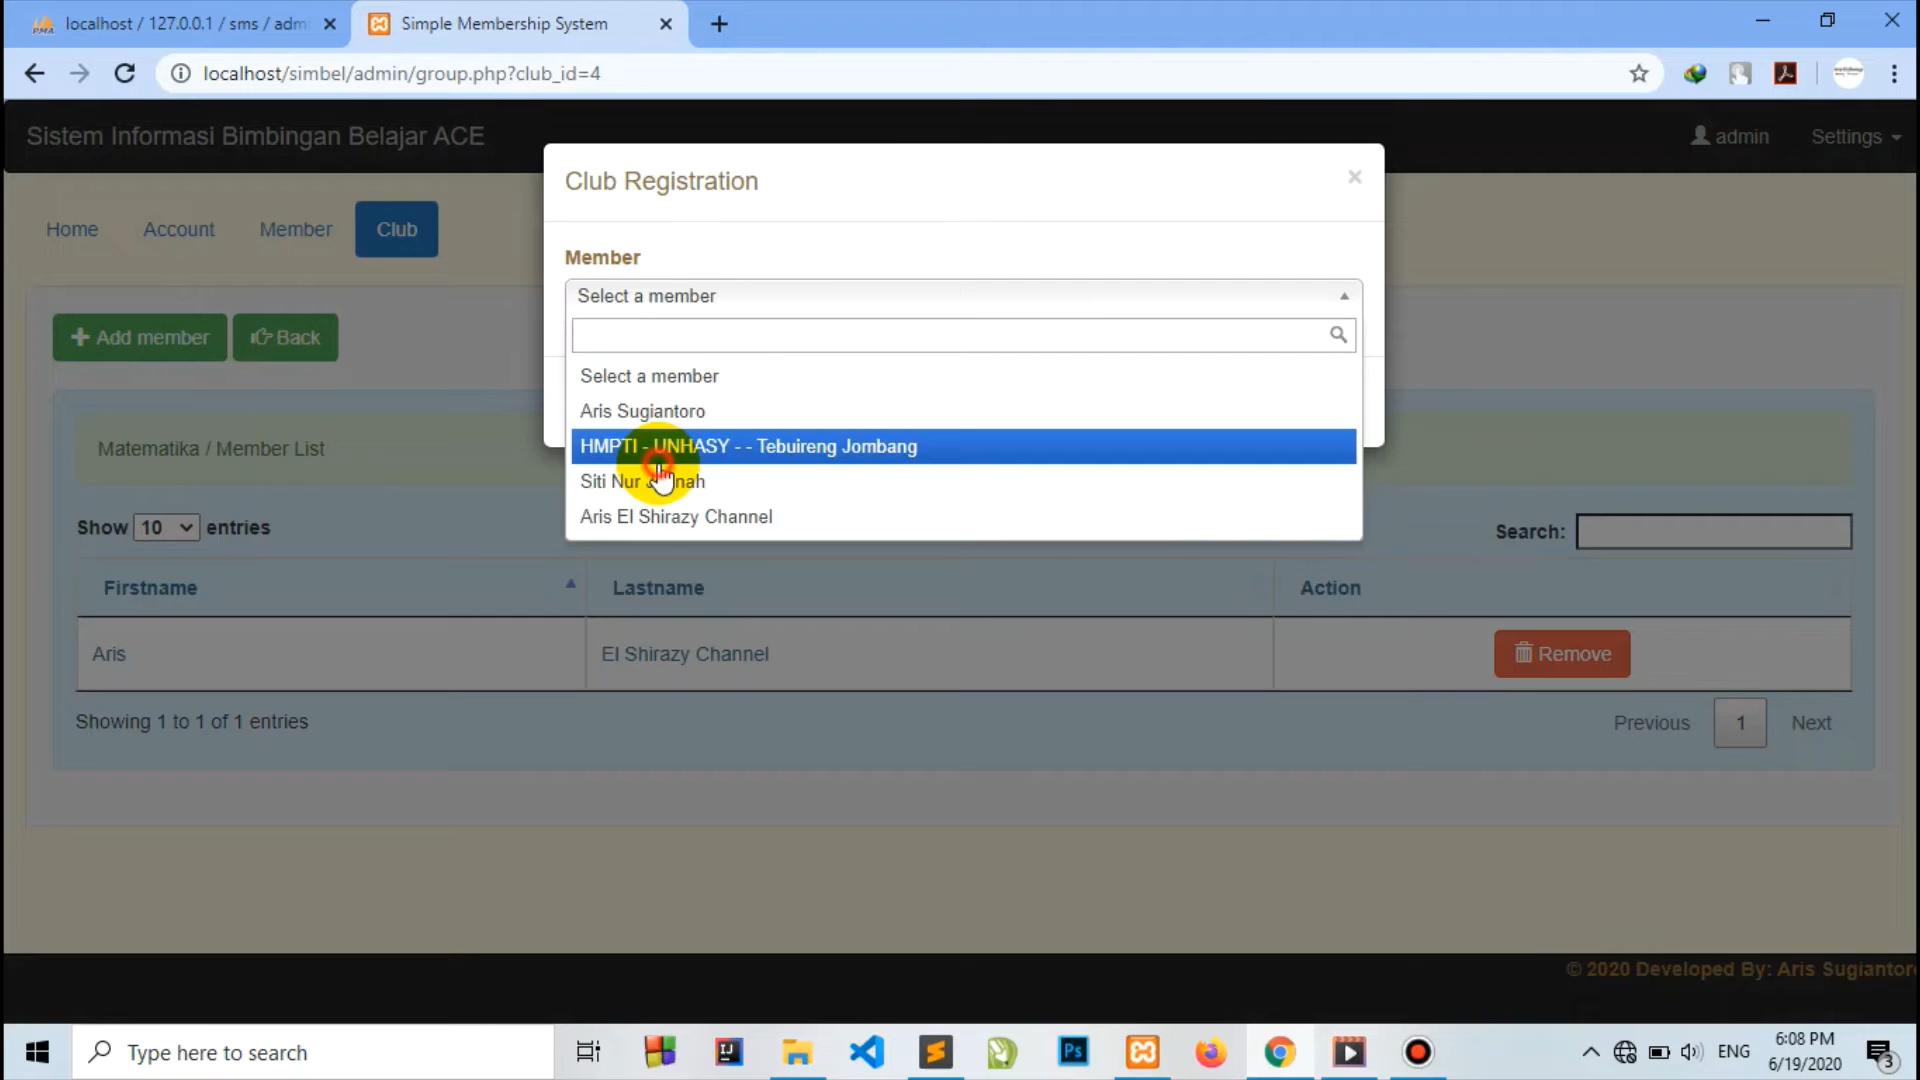 localhost / 127.0.0.1 / sms / adm
Simple Membership System
localhost/simbel/admin/group.php?club_id=4
Sistem Informasi Bimbingan Belajar ACE
admin
Settings
Club Registration
×
Home
Account
Member
Club
Member
Select a member
Add member
Back
Select a member
Aris Sugiantoro
HMPTI - UNHASY - - Tebuireng Jombang
Matematika / Member List
Siti Nur
Aris El Shirazy Channel
Show 10 entries
Search:
Firstname
Lastname
Action
Aris
El Shirazy Channel
Remove
Showing 1 to 1 of 1 entries
Previous
1
Next
© 2020 Developed By: Aris Sugiantor
Type here to search
ENG
6:08 PM
6/19/2020
3